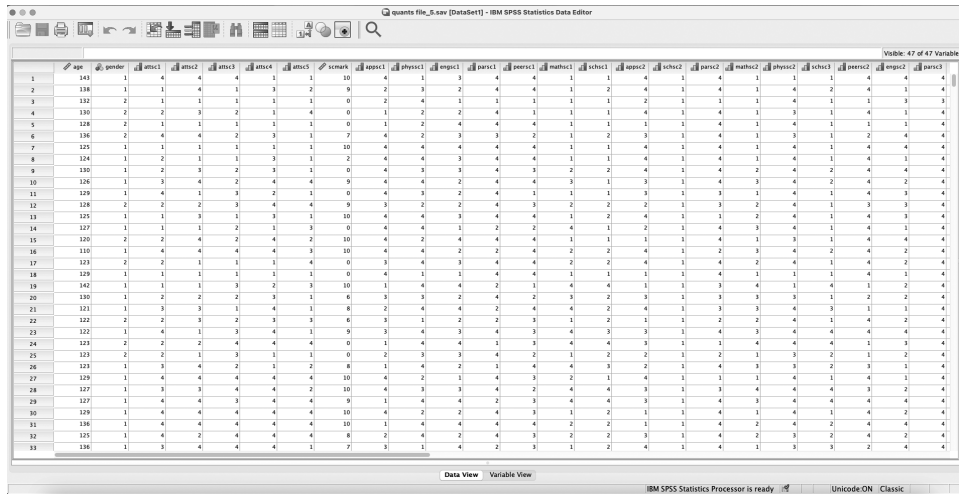 quants file_5.sav [DataSet1] - IBM SPSS Statistics Data Editor
Visible: 47 of 47 Variable
age gender attsc1 attsc2 attsc3 attsc4 attsc5 scmark appsc1 physsc1 engsc1 parsc1 peersc1 mathsc1 schsc1 appsc2 schsc2 parsc2 mathsc2 physsc2 schsc3 peersc2 engsc2 parsc3
1 143 1 4 4 4 1 1 10 4 1 3 4 4 1 1 4 1 4 1 1 1 4 4 4
2 138 1 1 4 1 3 2 9 2 3 2 4 4 1 2 4 1 4 1 4 2 4 1 4
3 132 2 1 1 1 1 1 0 2 4 1 1 1 1 1 2 1 1 1 4 1 1 3 3
4 130 2 2 3 2 1 4 0 1 2 2 4 1 1 1 4 1 4 1 3 1 4 1 4
5 128 2 1 1 1 1 1 0 1 2 4 4 1 1 1 1 1 4 1 4 1 1 1 4
6 136 2 4 4 2 3 1 7 4 2 3 3 2 1 2 3 1 4 1 3 1 2 4 4
7 125 1 1 1 1 1 1 10 4 4 4 4 4 1 1 4 1 4 1 4 1 4 4 4
8 124 1 2 1 1 3 1 2 4 4 3 4 4 1 1 4 1 4 1 4 1 4 1 4
9 130 1 2 3 2 3 1 0 4 3 3 4 3 2 2 4 1 4 2 4 1 4 2 4
10 126 1 3 4 2 4 4 9 4 4 2 4 4 3 1 3 1 4 3 4 2 4 2 4
11 129 1 4 1 3 2 1 0 4 3 2 4 1 1 1 3 1 4 1 4 1 1 3 4
12 128 2 2 2 3 4 4 9 3 2 2 4 3 2 2 2 1 3 2 4 1 3 3 4
13 125 1 1 3 1 3 1 10 4 4 3 4 4 1 2 4 1 1 2 4 1 4 3 4
14 127 1 1 1 2 1 3 0 4 4 1 2 2 4 1 2 1 4 3 4 1 4 1 4
15 120 2 2 4 2 4 2 10 4 2 4 4 4 1 1 1 1 4 1 3 1 4 4 4
16 110 1 4 4 4 4 3 10 4 4 2 2 4 2 2 4 1 2 4 4 1 4 2 4
17 123 2 2 1 1 1 4 0 3 4 3 4 4 2 2 4 1 4 2 4 1 4 2 4
18 129 1 1 1 1 1 1 0 4 1 1 4 4 1 1 1 1 4 1 1 1 4 1 4
19 142 1 1 1 3 2 3 10 1 4 4 2 1 4 4 1 1 3 4 1 4 1 2 4
20 130 1 2 2 2 3 1 6 3 3 2 4 2 3 2 3 1 3 3 3 1 2 2 4
21 121 1 3 3 1 4 1 8 2 4 4 2 4 4 2 4 1 3 3 4 3 1 1 4
22 122 2 2 3 2 3 3 6 3 1 2 2 3 1 2 1 1 2 2 4 1 2 2 4
23 122 1 4 1 3 4 1 9 3 4 3 4 3 4 3 3 1 4 3 4 4 4 2 4
24 123 2 2 2 4 4 4 0 1 4 4 1 3 4 4 3 1 1 4 4 4 1 3 4
25 123 2 2 1 3 1 1 0 2 3 3 4 2 1 2 2 1 2 1 3 2 1 2 4
26 123 1 3 4 2 1 2 8 1 4 2 1 4 4 3 2 1 4 3 3 2 3 1 4
27 129 1 4 4 4 4 4 10 4 2 1 4 3 2 1 4 1 1 1 4 1 4 1 4
28 127 1 3 3 4 4 2 10 4 3 3 4 2 4 4 3 1 3 4 4 4 3 2 4
29 127 1 4 4 3 4 4 9 1 4 4 2 3 4 4 3 1 4 3 4 4 4 4 4
30 129 1 4 4 4 4 4 10 4 2 2 4 3 1 2 1 1 4 1 4 1 4 2 4
31 136 1 4 4 4 4 4 10 1 4 4 4 4 2 2 1 1 4 2 4 2 4 2 4
32 125 1 4 2 4 4 4 8 2 4 2 4 3 2 2 3 1 4 2 3 2 4 2 4
33 136 1 3 4 4 4 1 7 3 1 4 2 3 1 2 4 1 4 1 3 3 2 4 4
Data View Variable View
IBM SPSS Statistics Processor is ready Unicode:ON Classic